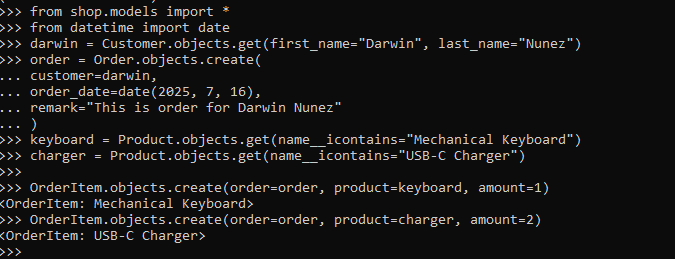 >>> from shop.models import *
>>> from datetime import date
>>> darwin = Customer.objects.get(first_name="Darwin", last_name="Nunez")
>>> order = Order.objects.create(
... customer=darwin,
... order_date=date(2025, 7, 16),
... remark="This is order for Darwin Nunez"
... )
>>> keyboard = Product.objects.get(name__icontains="Mechanical Keyboard")
>>> charger = Product.objects.get(name__icontains="USB-C Charger")
>>>
>>> OrderItem.objects.create(order=order, product=keyboard, amount=1)
<OrderItem: Mechanical Keyboard>
>>> OrderItem.objects.create(order=order, product=charger, amount=2)
<OrderItem: USB-C Charger>
>>>